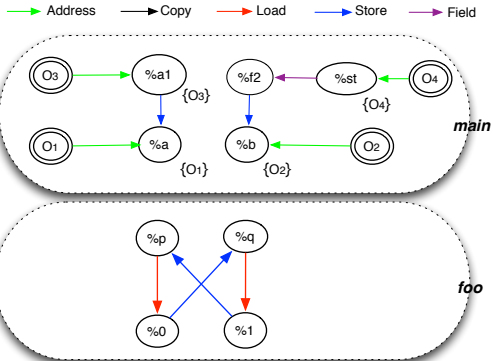 Address Copy Load Store Field
O3 %a1 %f2 %st O4
{O3} {O4}
main
O1 %a %b O2
{O1} {O2}
%p %q
foo
%0 %1